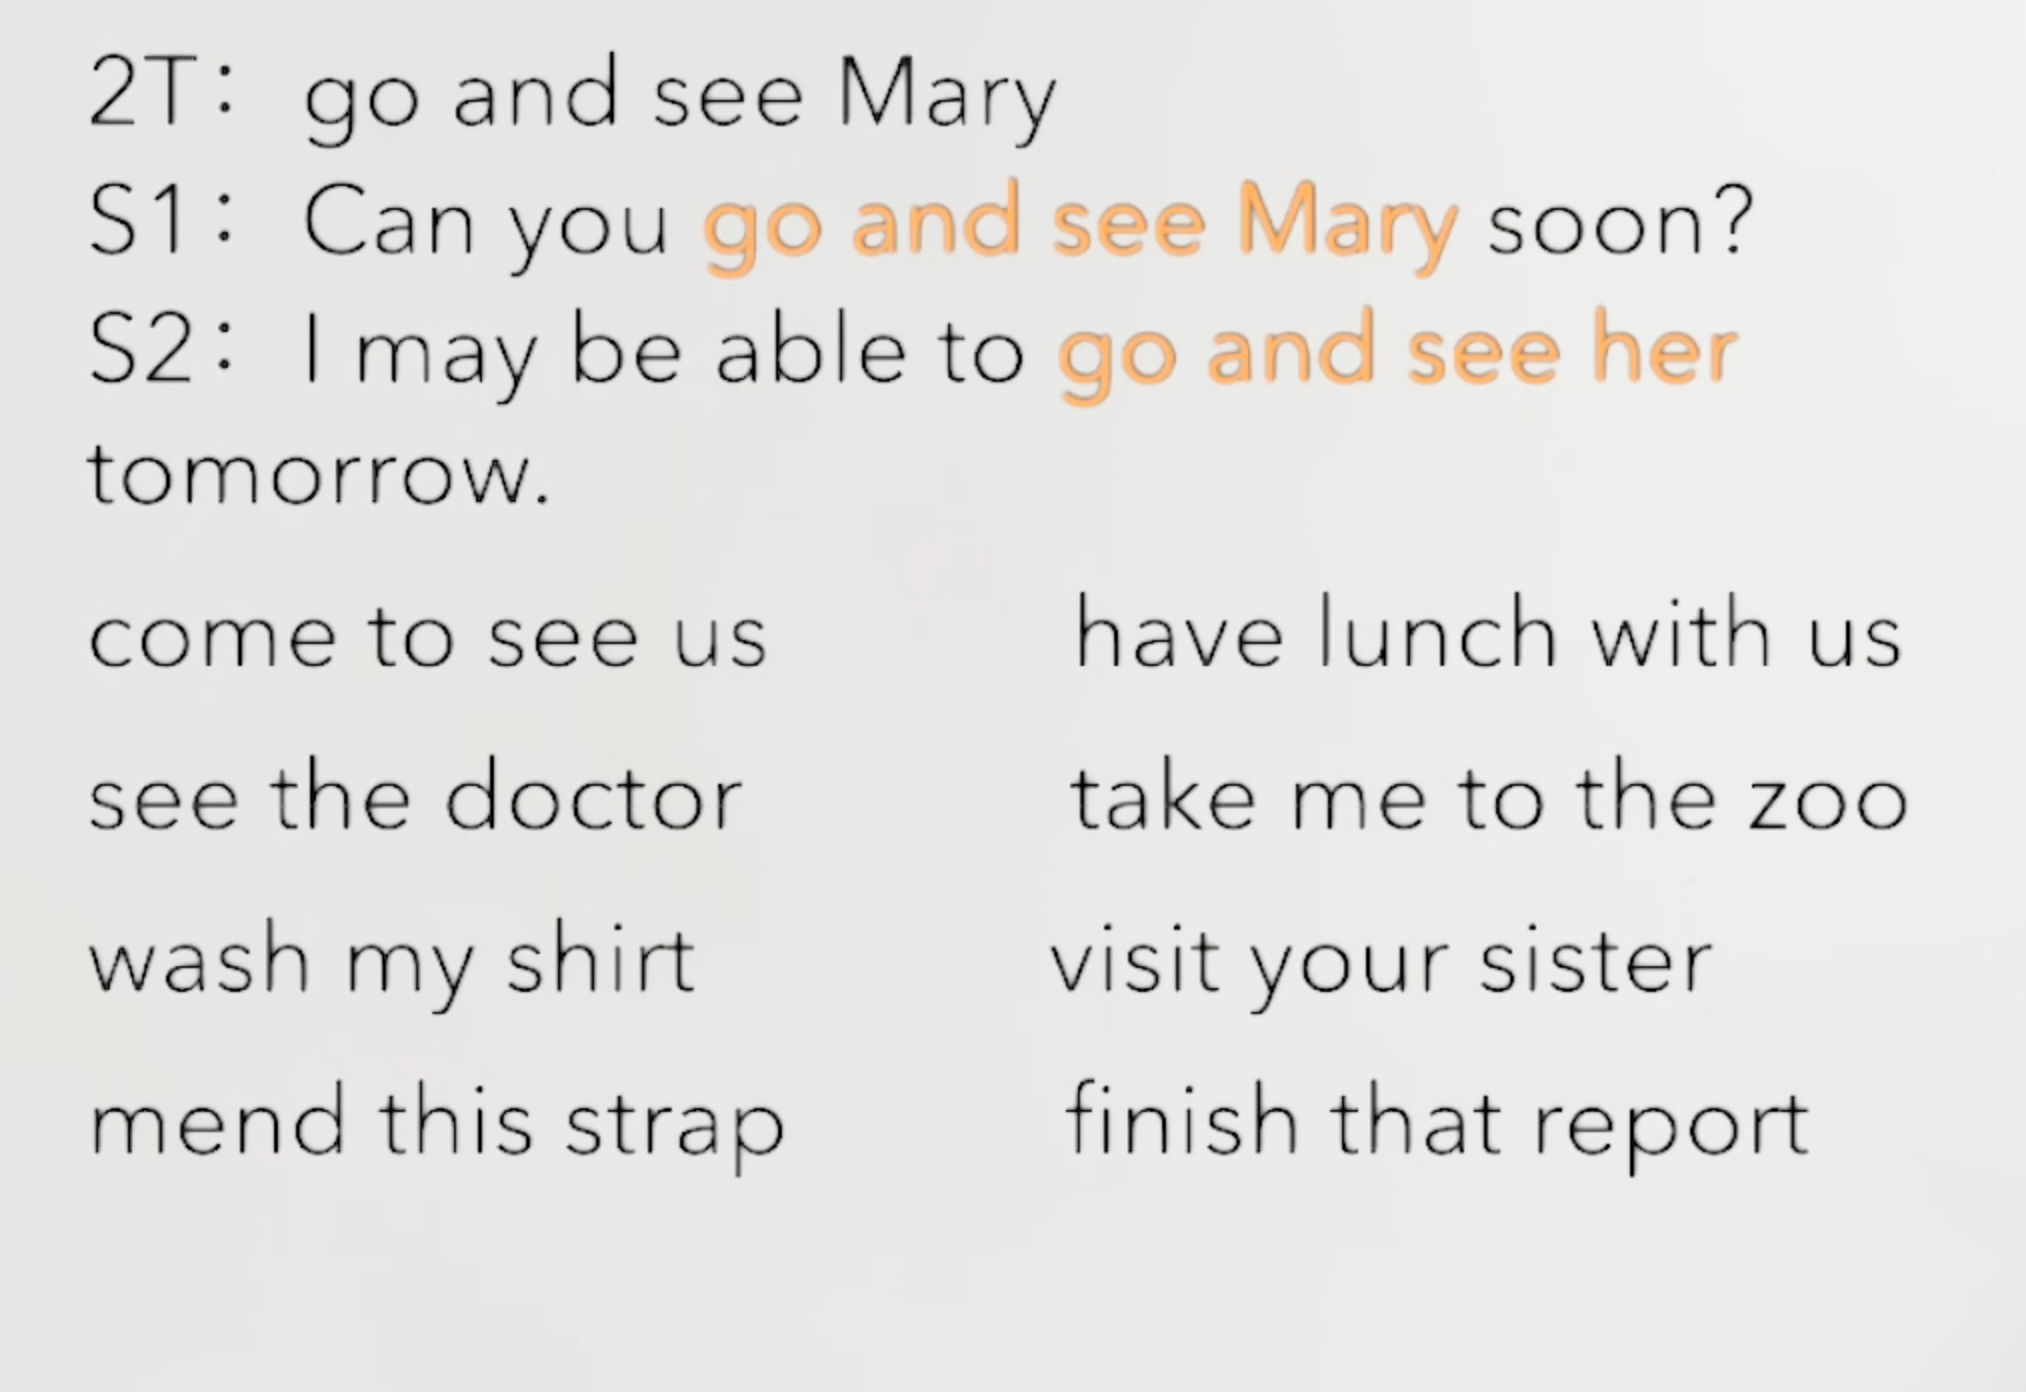 2T: go and see Mary
S1: Can you go and see Mary soon?
S2: I may be able to go and see her
tomorrow.
come to see us have lunch with us
see the doctor take me to the zoo
wash my shirt visit your sister
mend this strap finish that report